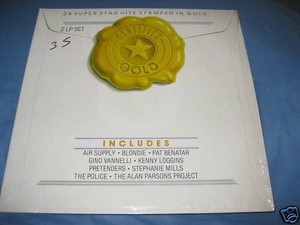 24 SUPER STAR HITS STAMPED IN GOLD
2 LP SET
35
CERTIFIED
GOLD
INCLUDES
AIR SUPPLY • BLONDIE • PAT BENATAR
GINO VANNELLI • KENNY LOGGINS
PRETENDERS • STEPHANIE MILLS
THE POLICE • THE ALAN PARSONS PROJECT